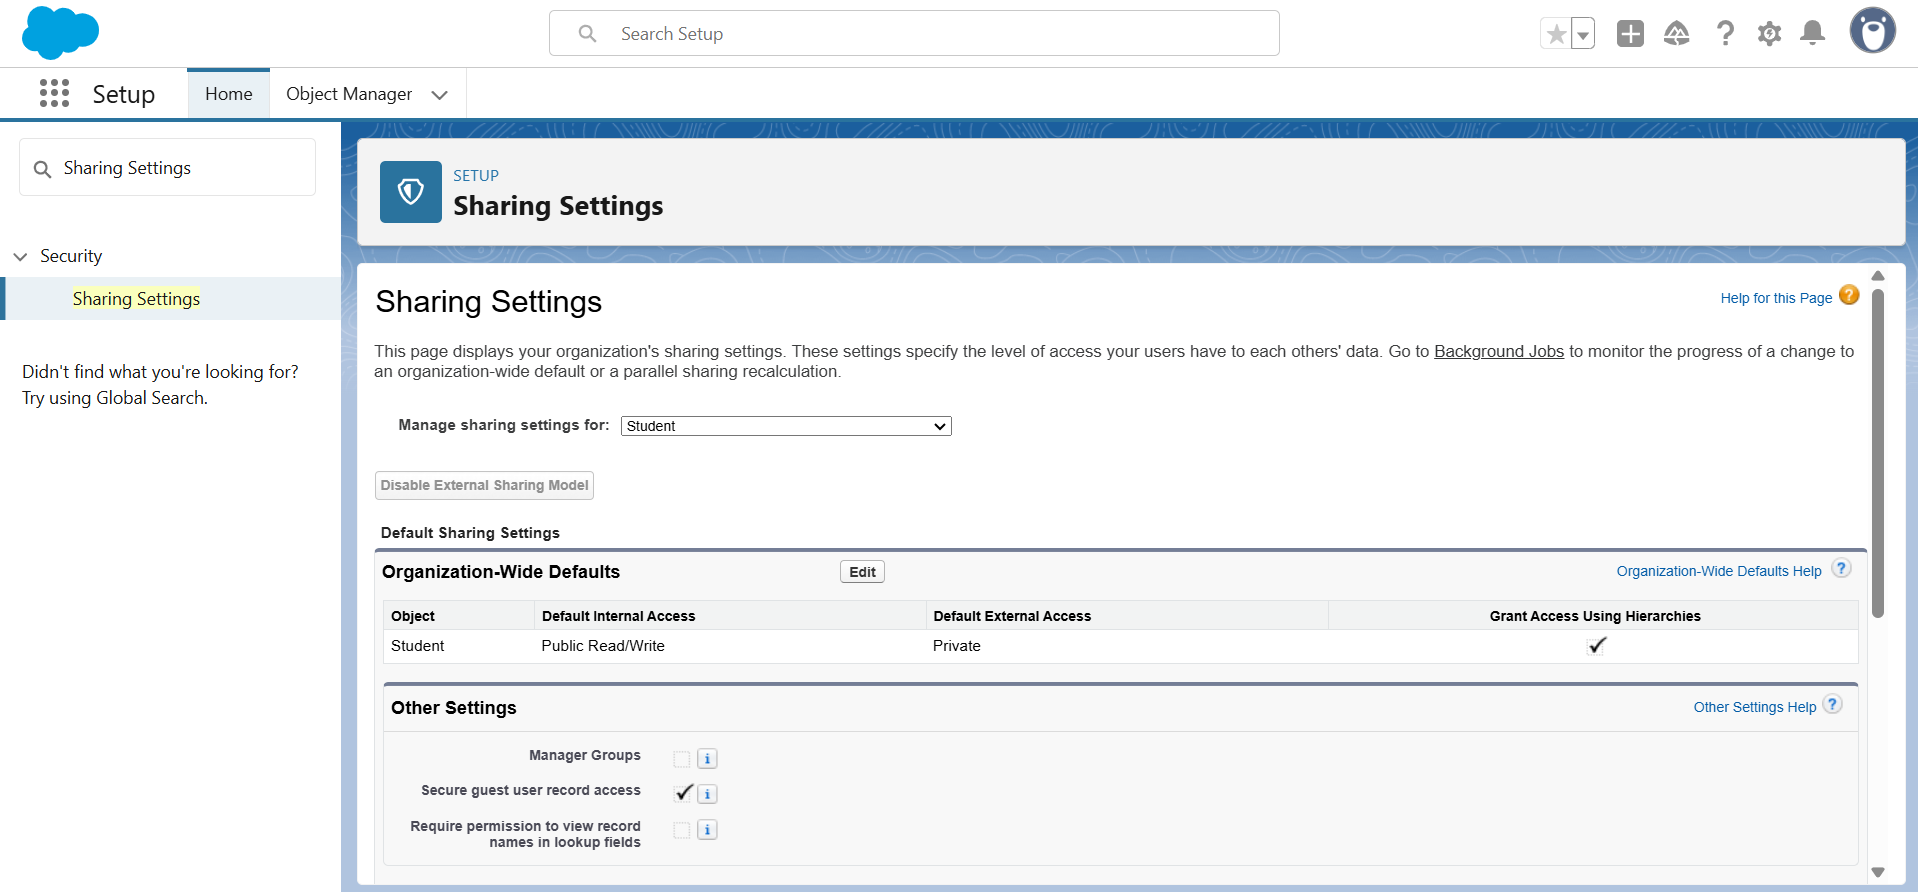 Search Setup
Setup
Home
Object Manager
Sharing Settings
Security
Sharing Settings
Didn't find what you're looking for?
Try using Global Search.
SETUP
Sharing Settings
Sharing Settings
Help for this Page ?
This page displays your organization's sharing settings. These settings specify the level of access your users have to each others' data. Go to Background Jobs to monitor the progress of a change to
an organization-wide default or a parallel sharing recalculation.
Manage sharing settings for: Student
Disable External Sharing Model
Default Sharing Settings
Organization-Wide Defaults Edit Organization-Wide Defaults Help ?
Object Default Internal Access Default External Access Grant Access Using Hierarchies
Student Public Read/Write Private
Other Settings Other Settings Help ?
Manager Groups i
Secure guest user record access i
Require permission to view record i
names in lookup fields